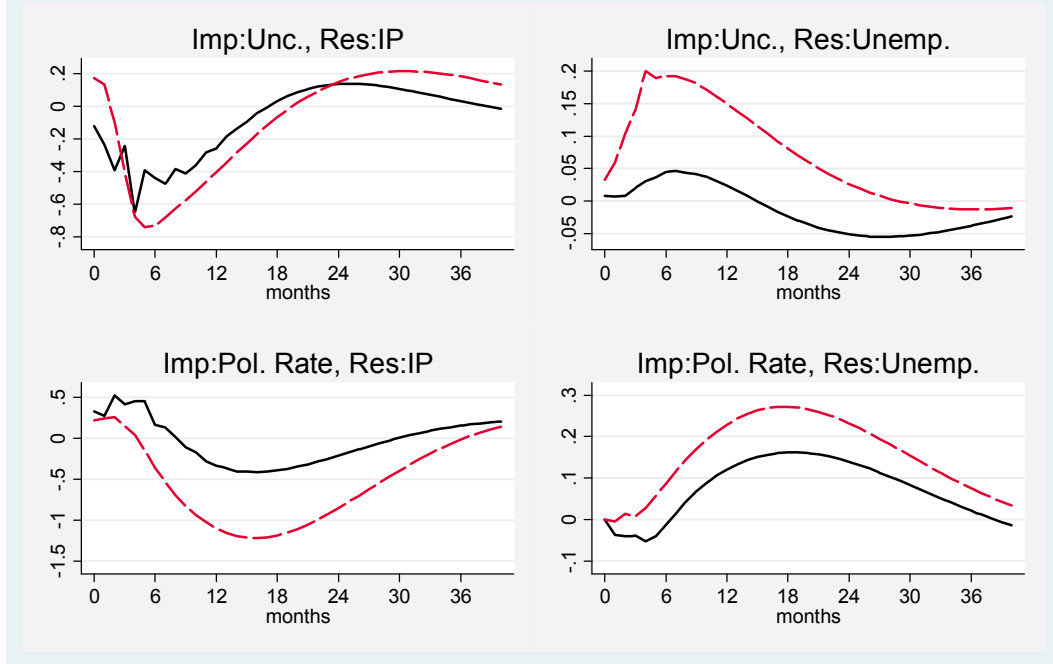 Imp:Unc., Res:IP
.2
0
-.2
-.4
-.6
-.8
0 6 12 18 24 30 36
months
Imp:Unc., Res:Unemp.
.2
.15
.1
.05
0
-.05
0 6 12 18 24 30 36
months
Imp:Pol. Rate, Res:IP
.5
0
-.5
-1
-1.5
0 6 12 18 24 30 36
months
Imp:Pol. Rate, Res:Unemp.
.3
.2
.1
0
-.1
0 6 12 18 24 30 36
months